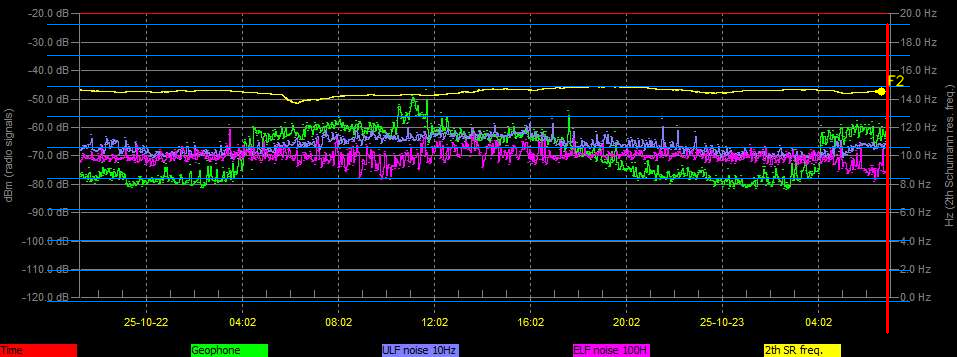 -20.0 dB 20.0 Hz
-30.0 dB 18.0 Hz
-40.0 dB 16.0 Hz
F2
-50.0 dB 14.0 Hz
-60.0 dB 12.0 Hz
-70.0 dB 10.0 Hz
-80.0 dB 8.0 Hz
-90.0 dB 6.0 Hz
-100.0 dB 4.0 Hz
-110.0 dB 2.0 Hz
-120.0 dB 0.0 Hz
dBm (radio signals)
Hz (2th Schumann res. freq.)
25-10-22 04:02 08:02 12:02 16:02 20:02 25-10-23 04:02
Time Geophone ULF noise 10Hz ELF noise 100H 2th SR freq.